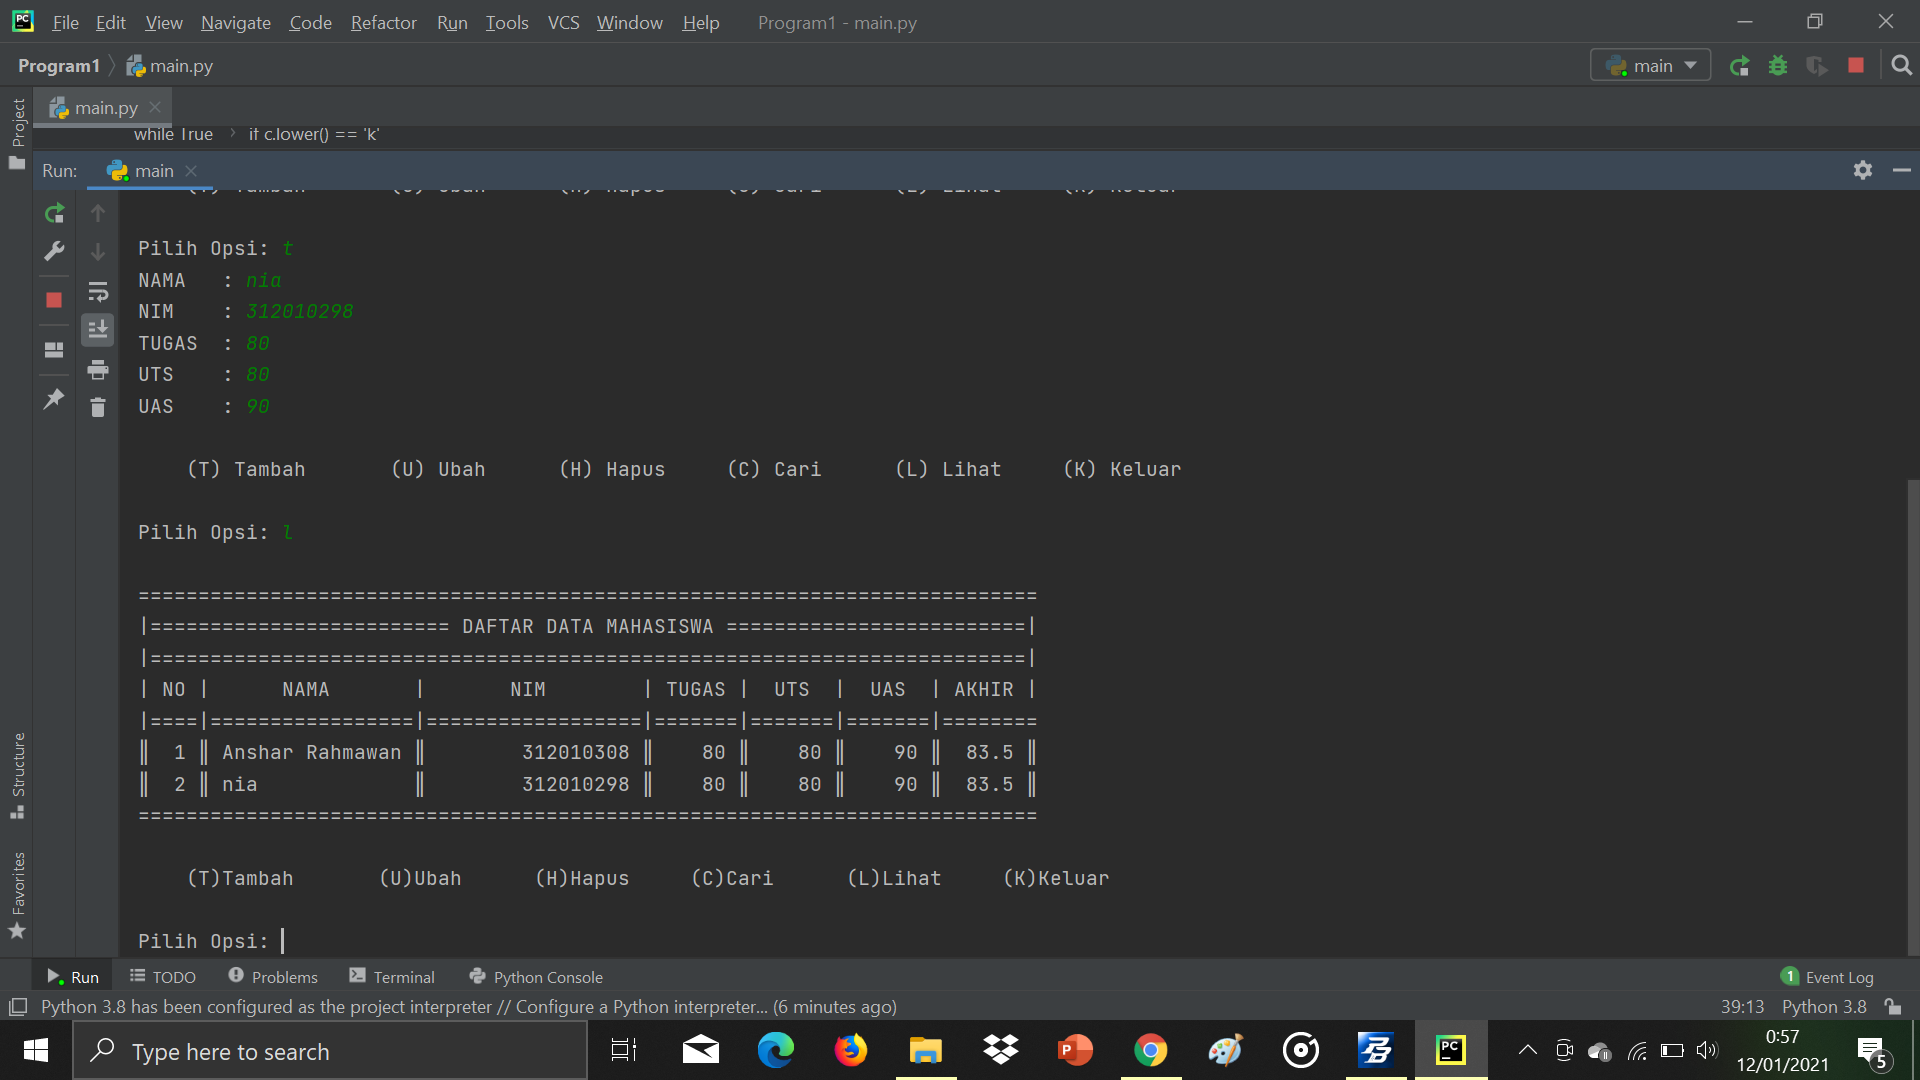 File Edit View Navigate Code Refactor Run Tools VCS Window Help Program1 - main.py
Program1 main.py main
Project
main.py
while True if c.lower() == 'k'
Run: main
(T) Tambah (U) Ubah (H) Hapus (C) Cari (L) Lihat (K) Keluar
Pilih Opsi: t
NAMA : nia
NIM : 312010298
TUGAS : 80
UTS : 80
UAS : 90
(T) Tambah (U) Ubah (H) Hapus (C) Cari (L) Lihat (K) Keluar
Pilih Opsi: l
===========================================================================
|========================= DAFTAR DATA MAHASISWA =========================|
|=========================================================================|
| NO | NAMA | NIM | TUGAS | UTS | UAS | AKHIR |
|====|=================|==================|=======|=======|=======|========
║ 1 ║ Anshar Rahmawan ║ 312010308 ║ 80 ║ 80 ║ 90 ║ 83.5 ║
║ 2 ║ nia ║ 312010298 ║ 80 ║ 80 ║ 90 ║ 83.5 ║
===========================================================================
(T)Tambah (U)Ubah (H)Hapus (C)Cari (L)Lihat (K)Keluar
Pilih Opsi:
Structure
Favorites
Run TODO Problems Terminal Python Console 1 Event Log
Python 3.8 has been configured as the project interpreter // Configure a Python interpreter... (6 minutes ago) 39:13 Python 3.8
Type here to search
0:57
12/01/2021
5